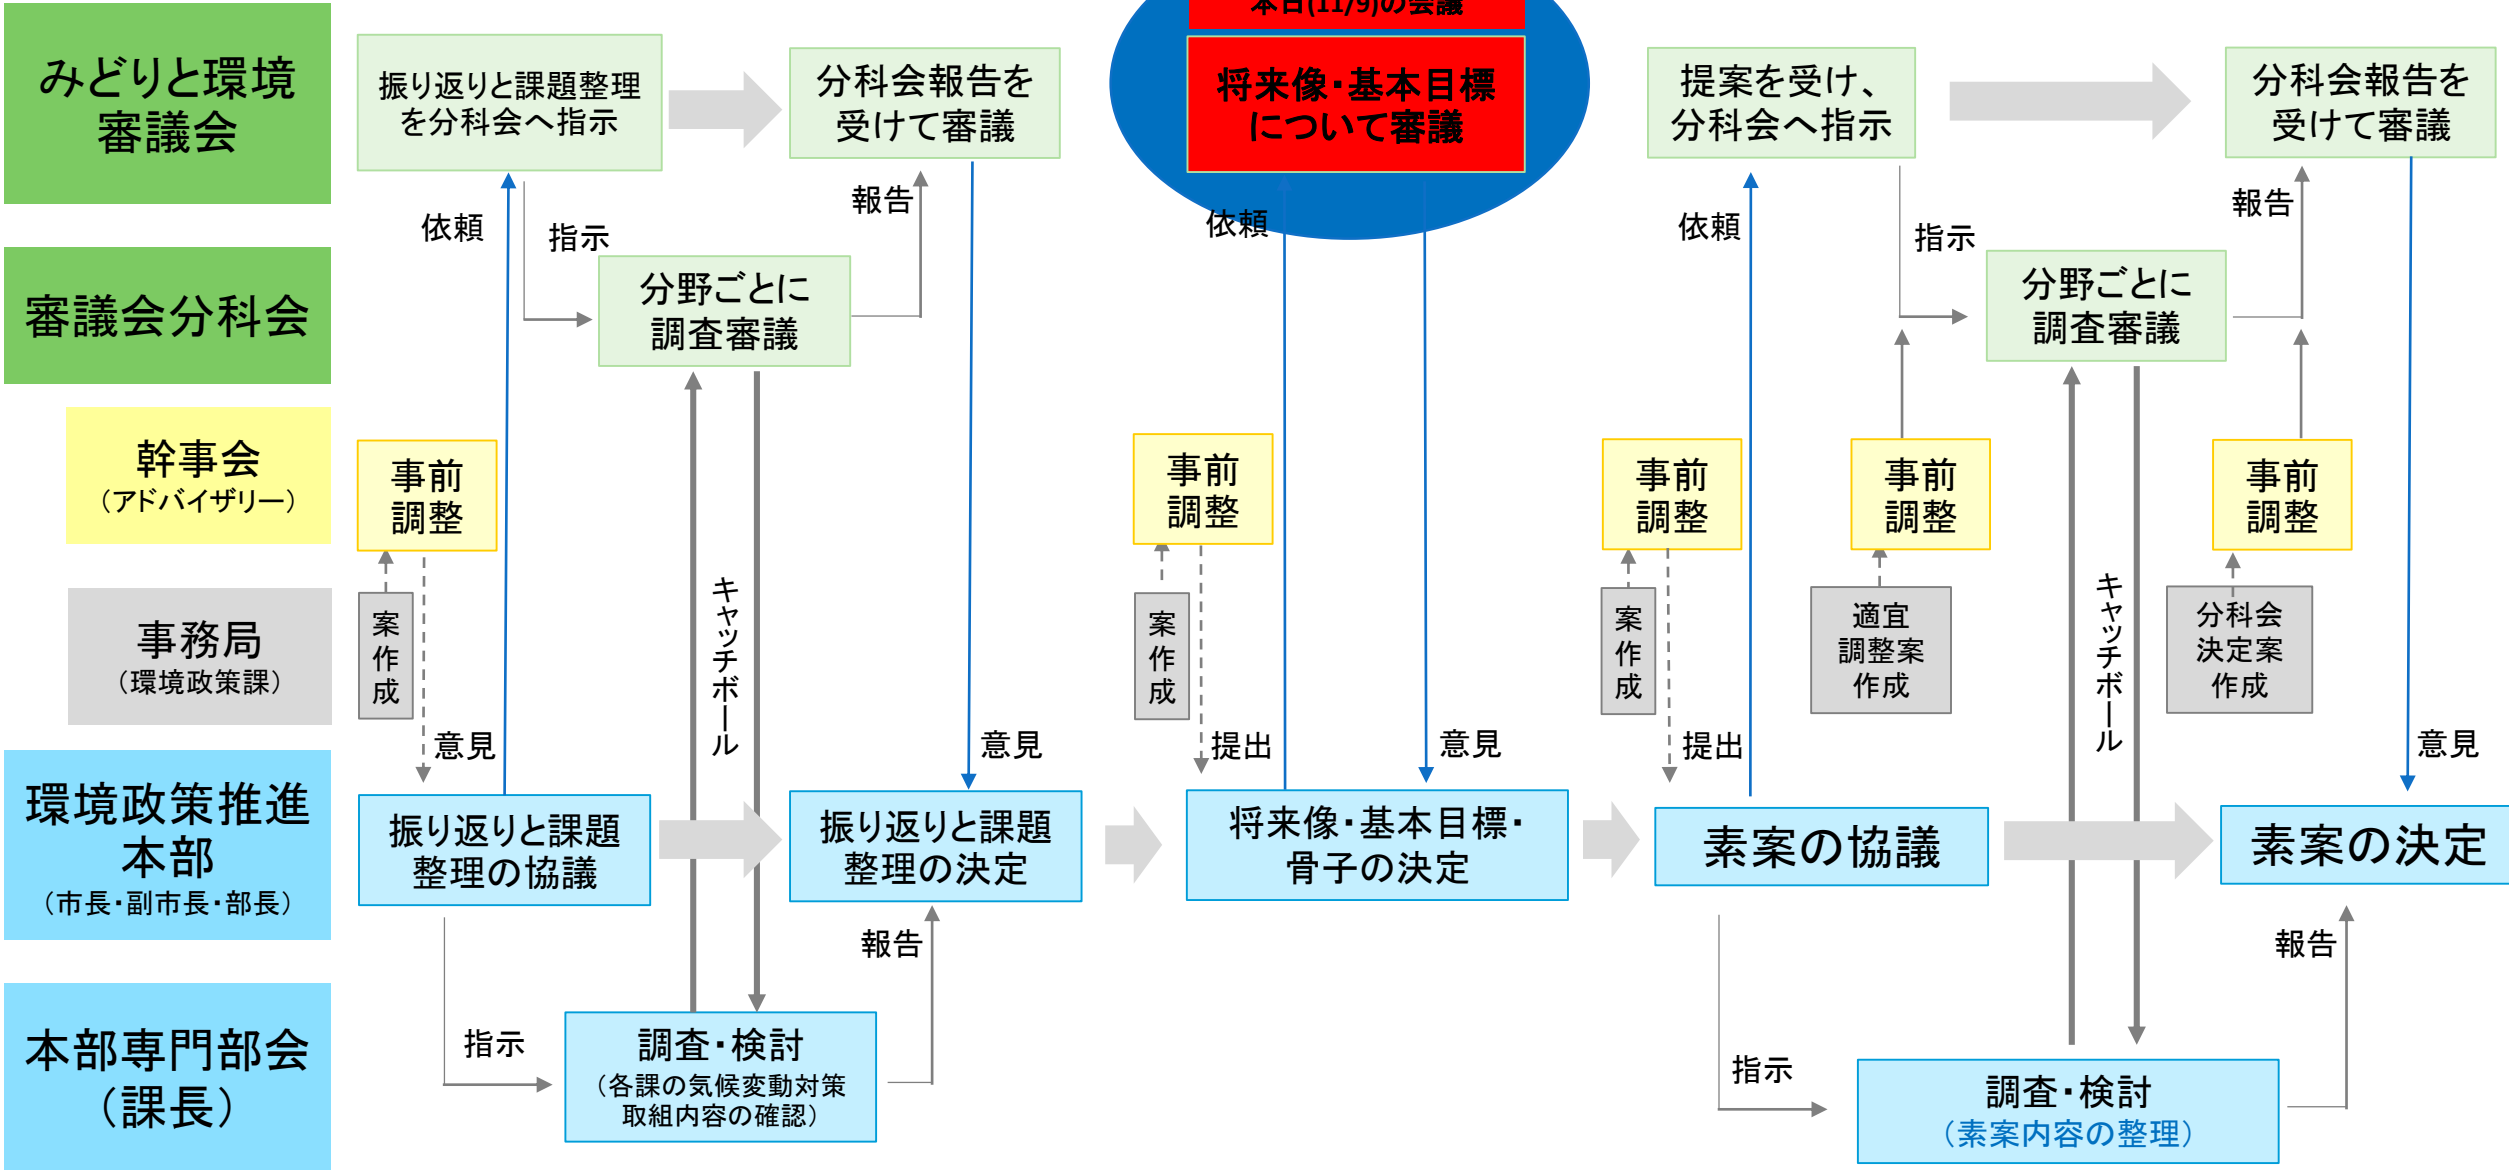 みどりと環境
審議会
振り返りと課題整理
を分科会へ指示
分科会報告を
受けて審議
本日(11/9)の会議
将来像・基本目標
について審議
提案を受け、
分科会へ指示
分科会報告を
受けて審議
依頼
指示
報告
依頼
依頼
指示
報告
審議会分科会
分野ごとに
調査審議
分野ごとに
調査審議
幹事会
（アドバイザリー）
事前
調整
事前
調整
事前
調整
事前
調整
事前
調整
事務局
（環境政策課）
案
作
成
キャッチボール
案
作
成
案
作
成
適宜
調整案
作成
キャッチボール
分科会
決定案
作成
意見
意見
提出
意見
提出
意見
環境政策推進
本部
（市長・副市長・部長）
振り返りと課題
整理の協議
振り返りと課題
整理の決定
将来像・基本目標・
骨子の決定
素案の協議
素案の決定
報告
報告
本部専門部会
（課長）
指示
調査・検討
（各課の気候変動対策
取組内容の確認）
指示
調査・検討
（素案内容の整理）